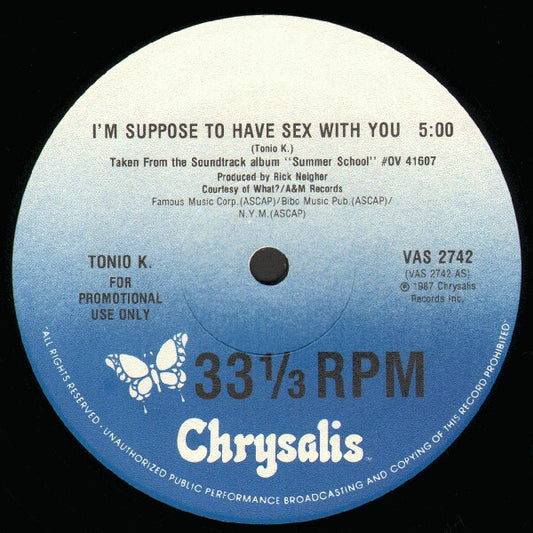 I'M SUPPOSE TO HAVE SEX WITH YOU 5:00
(Tonio K.)
Taken From the Soundtrack album "Summer School" #OV 41607
Produced by Rick Neigher
Courtesy of What?/A&M Records
Famous Music Corp.(ASCAP)/Bibo Music Pub.(ASCAP)/
N.Y.M.(ASCAP)
TONIO K.
FOR
PROMOTIONAL
USE ONLY
VAS 2742
(VAS 2742 AS)
℗ 1987 Chrysalis
Records Inc.
33 1/3 RPM
Chrysalis™
ALL RIGHTS RESERVED. · UNAUTHORIZED PUBLIC PERFORMANCE BROADCASTING AND COPYING OF THIS RECORD PROHIBITED·